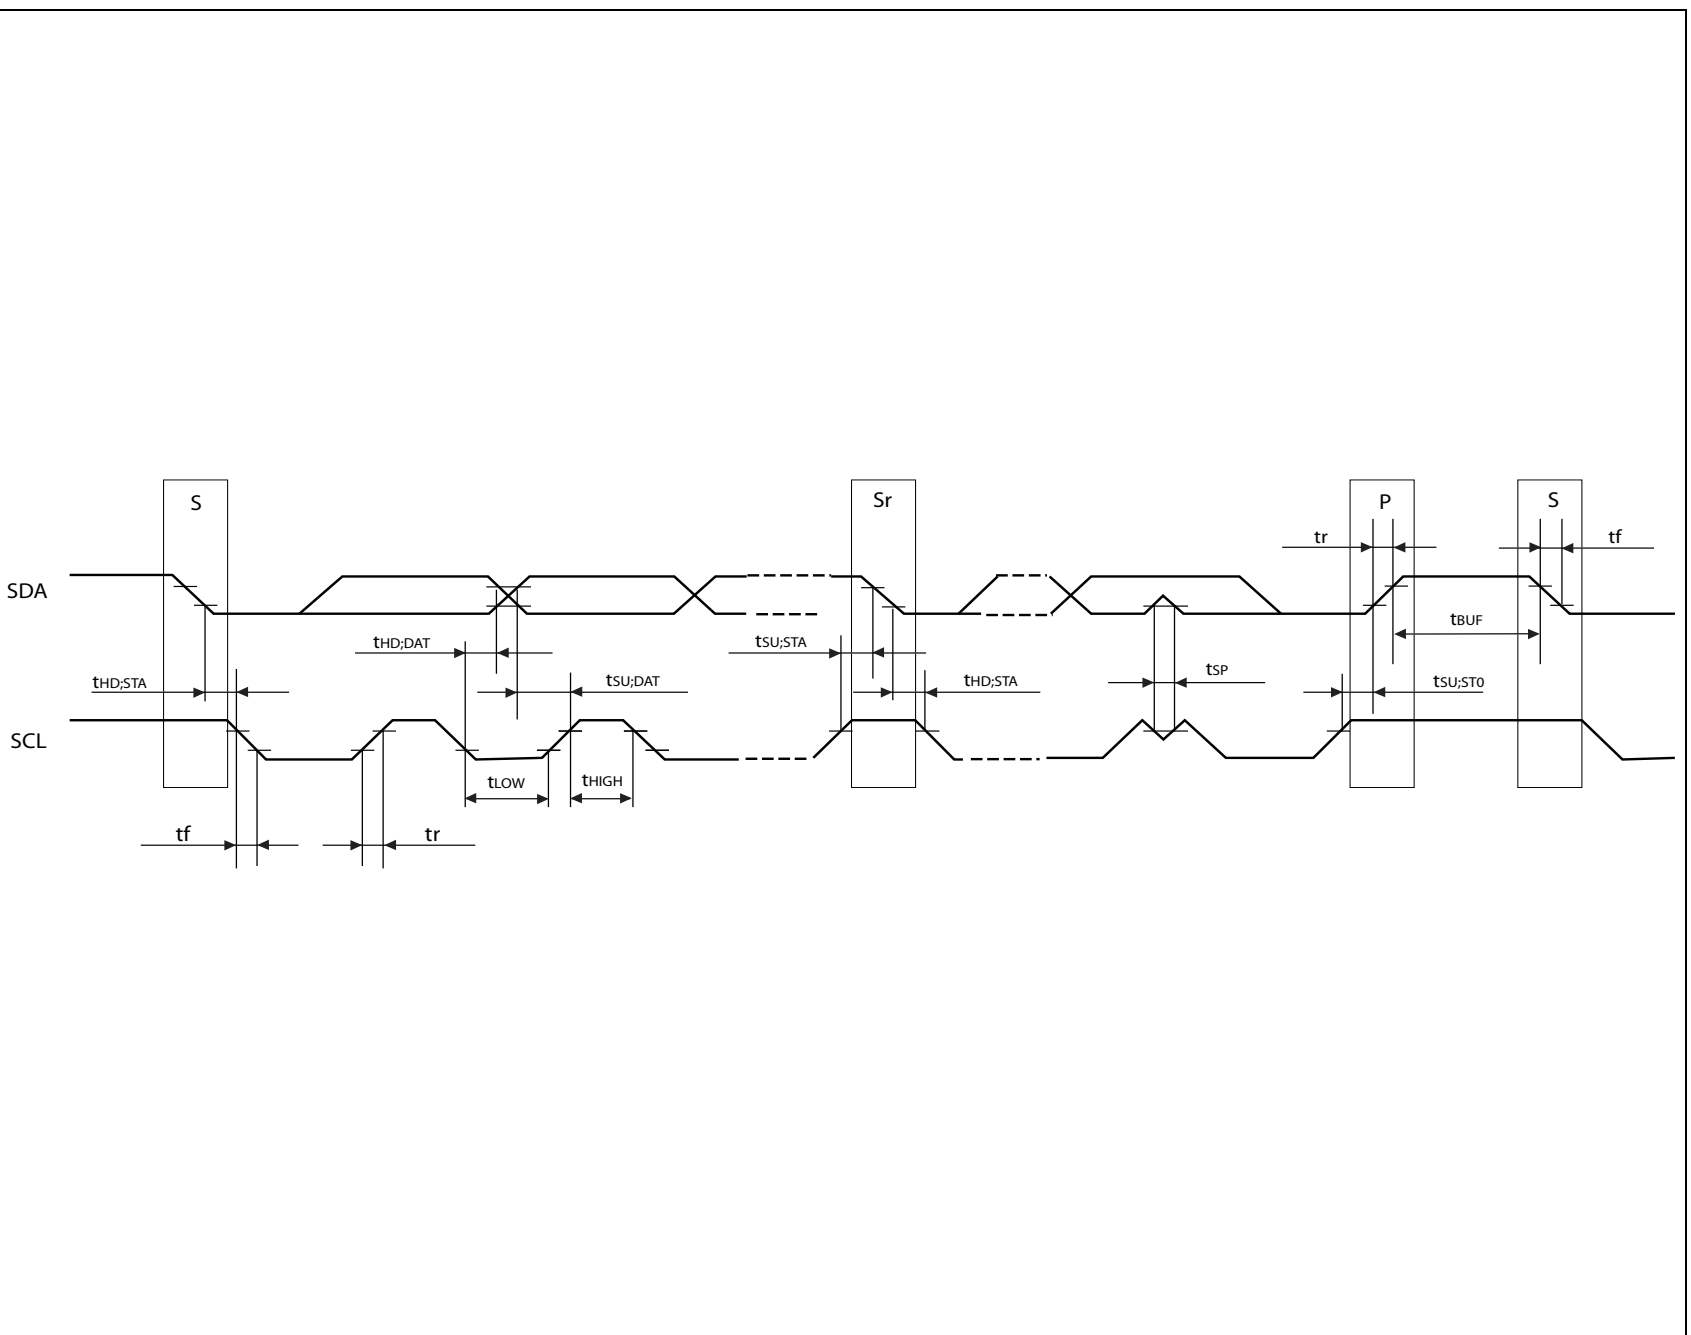 S Sr P S
tr tf
SDA
tBUF
tHD;DAT tSU;STA
tHD;STA tSU;DAT tHD;STA tSP tSU;ST0
SCL
tLOW tHIGH
tf tr